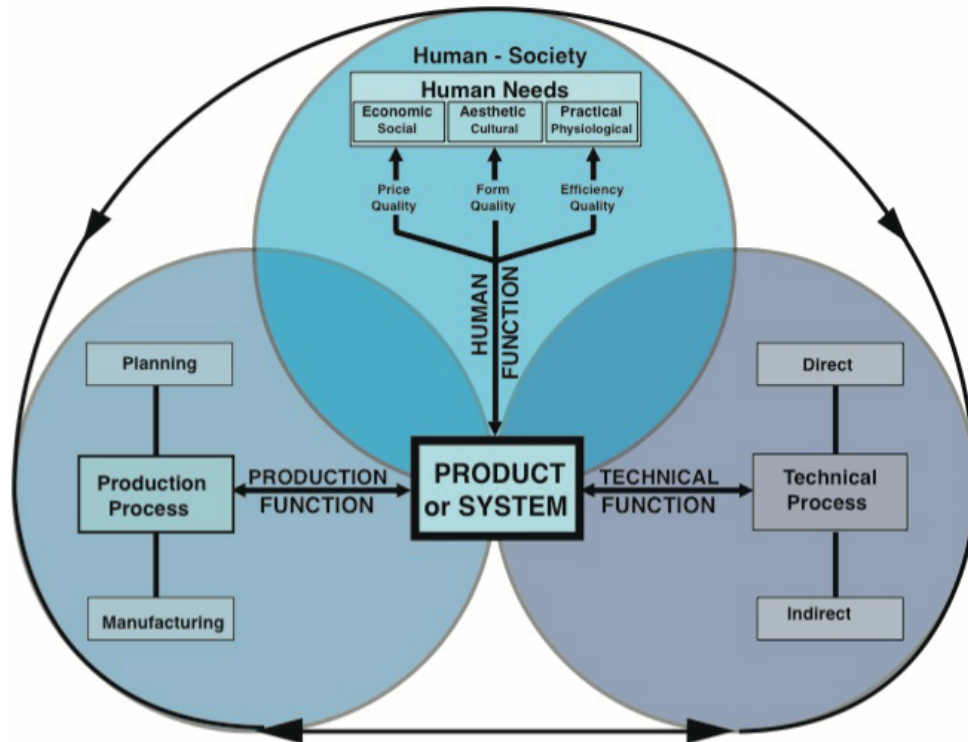 Human - Society
Human Needs
Economic
Social
Aesthetic
Cultural
Practical
Physiological
Price
Quality
Form
Quality
Efficiency
Quality
HUMAN
FUNCTION
Planning
Production
Process
Manufacturing
PRODUCTION
FUNCTION
PRODUCT
or SYSTEM
TECHNICAL
FUNCTION
Direct
Technical
Process
Indirect